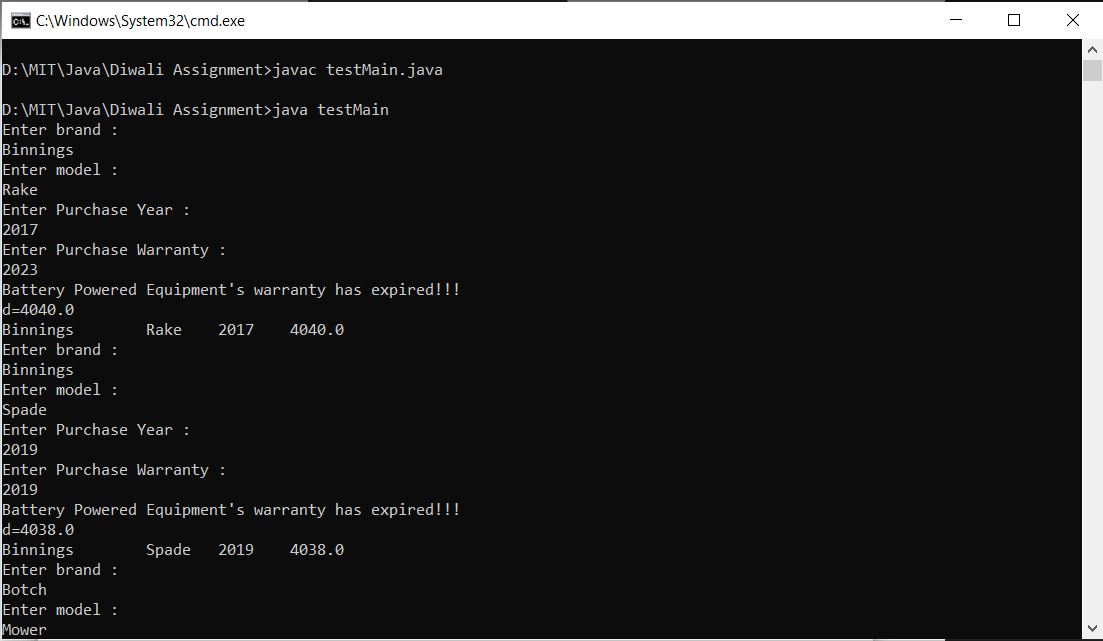 C:\Windows\System32\cmd.exe
D:\MIT\Java\Diwali Assignment>javac testMain.java
D:\MIT\Java\Diwali Assignment>java testMain
Enter brand :
Binnings
Enter model :
Rake
Enter Purchase Year :
2017
Enter Purchase Warranty :
2023
Battery Powered Equipment's warranty has expired!!!
d=4040.0
Binnings        Rake    2017    4040.0
Enter brand :
Binnings
Enter model :
Spade
Enter Purchase Year :
2019
Enter Purchase Warranty :
2019
Battery Powered Equipment's warranty has expired!!!
d=4038.0
Binnings        Spade   2019    4038.0
Enter brand :
Botch
Enter model :
Mower